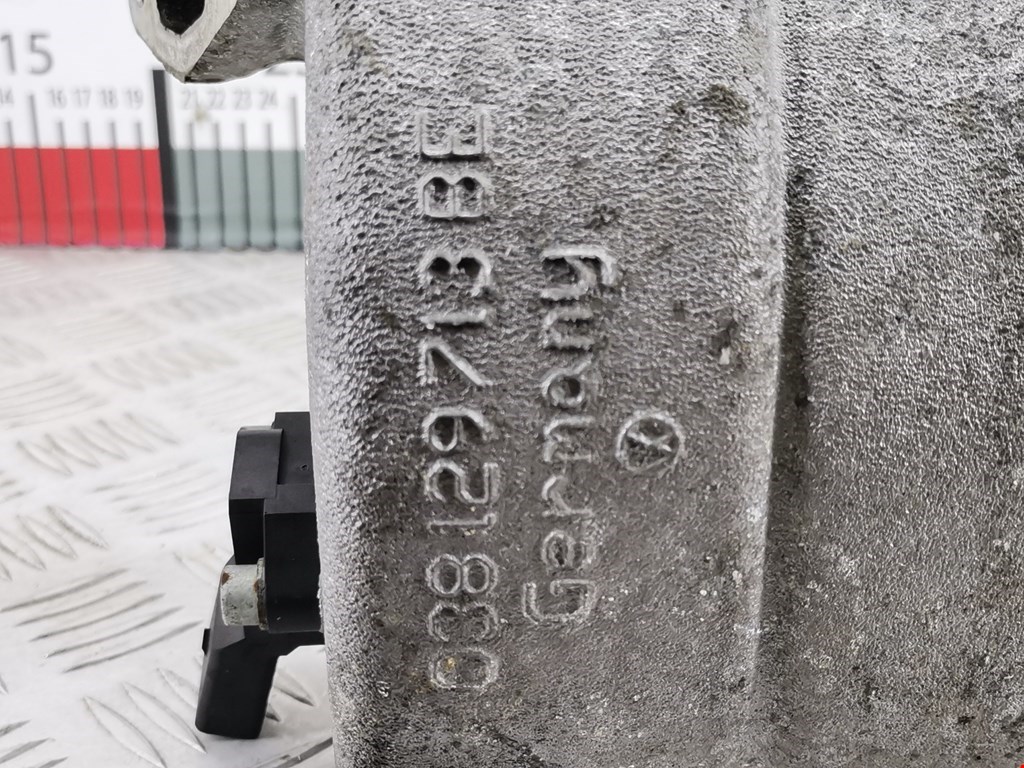 15
14 16 17 18 19 21 22 23 24
038 129 713 BE
Germany
X